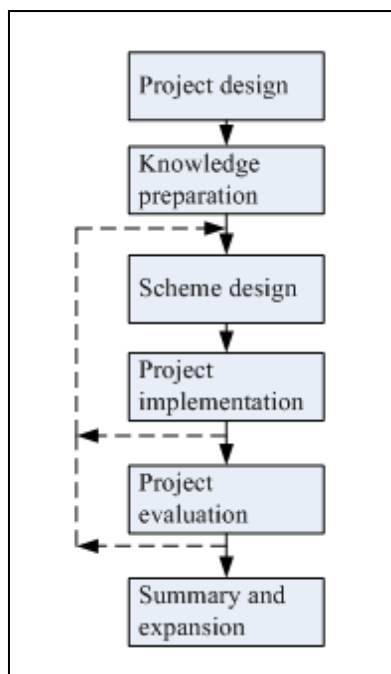 Project design
Knowledge
preparation
Scheme design
Project
implementation
Project
evaluation
Summary and
expansion